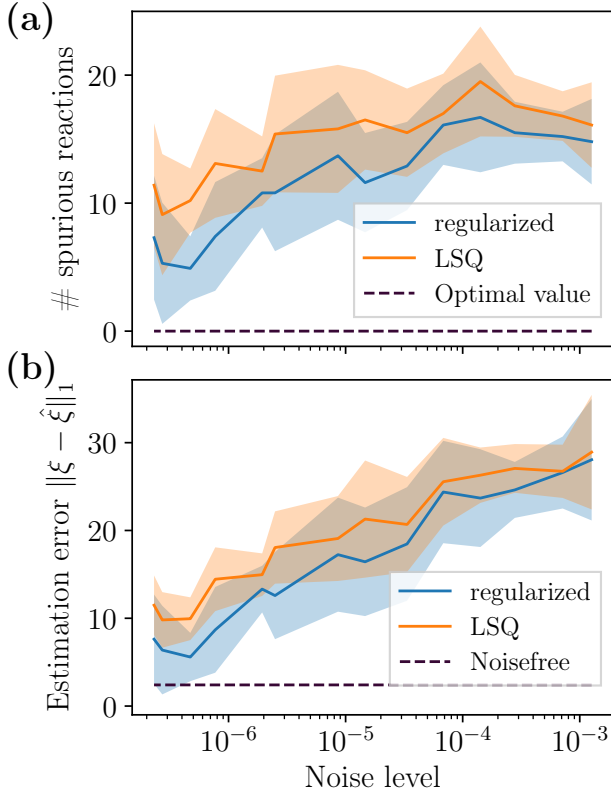 (a)
# spurious reactions
20
10
0
regularized
LSQ
Optimal value
(b)
Estimation error ∥ξ − ξ̂∥₁
30
20
10
0
regularized
LSQ
Noisefree
10⁻⁶ 10⁻⁵ 10⁻⁴ 10⁻³
Noise level